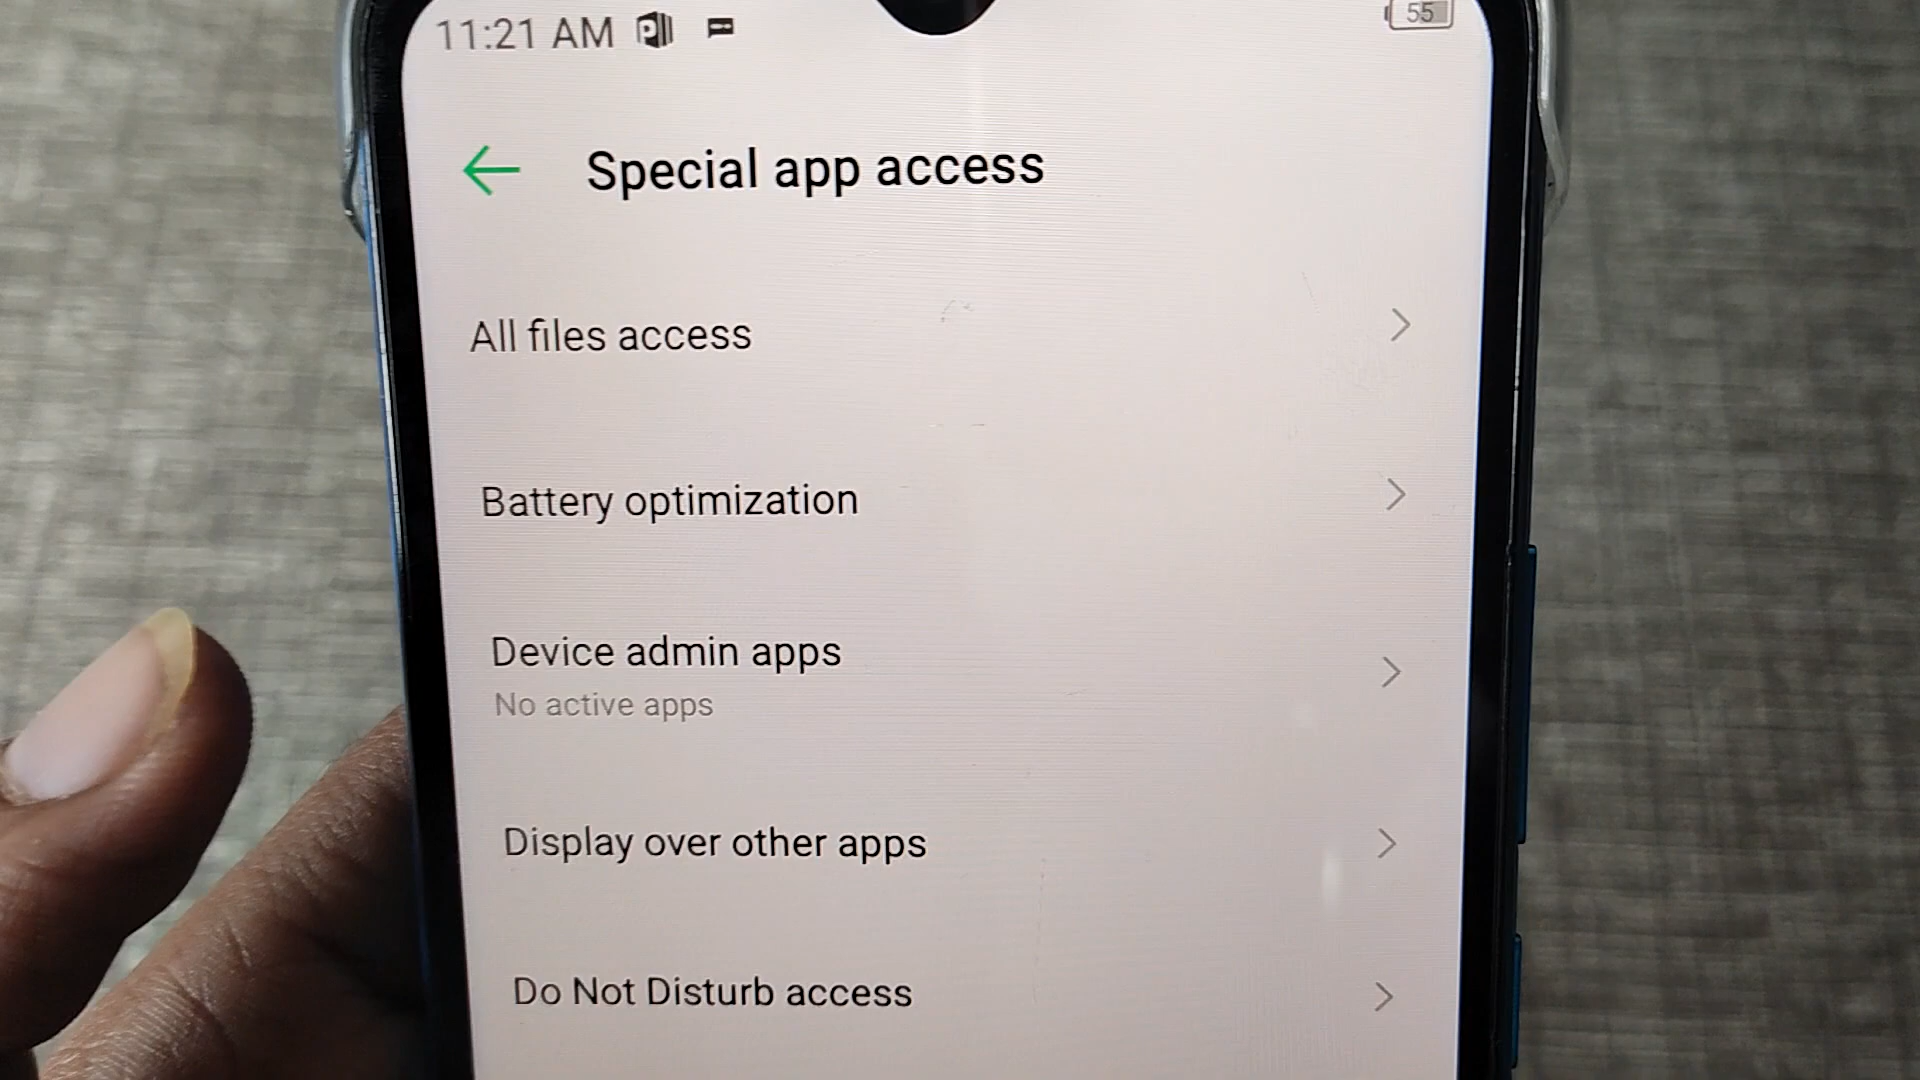 11:21 AM
55
Special app access
All files access
Battery optimization
Device admin apps
No active apps
Display over other apps
Do Not Disturb access